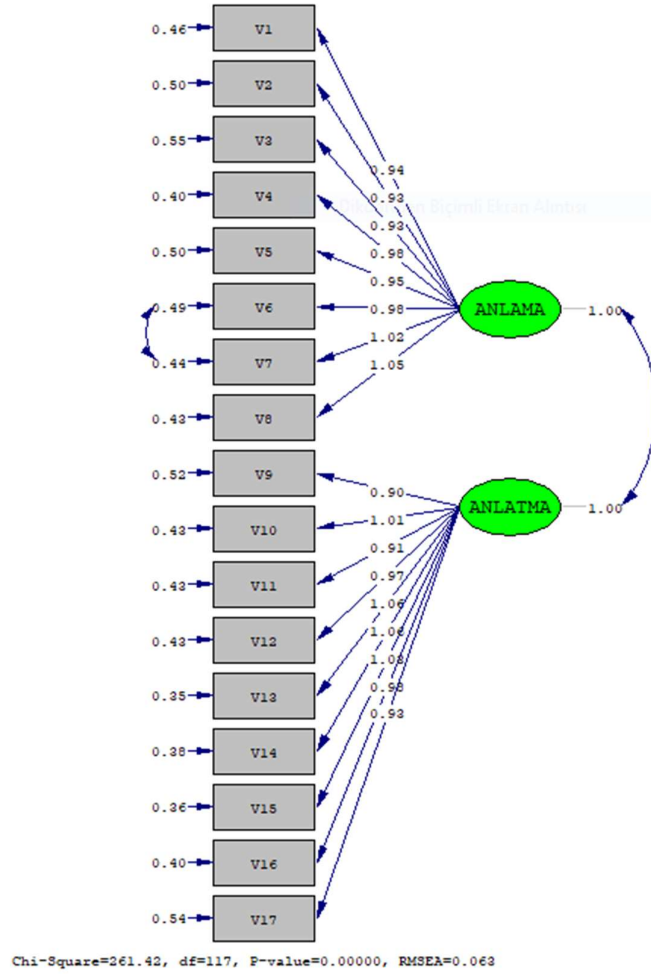 0.46 V1
0.50 V2
0.55 V3
0.40 V4
0.50 V5
0.49 V6
0.44 V7
0.43 V8
0.52 V9
0.43 V10
0.43 V11
0.43 V12
0.35 V13
0.38 V14
0.36 V15
0.40 V16
0.54 V17
0.94
0.93
0.93
0.98
0.95
0.98
1.02
1.05
ANLAMA 1.00
0.90
1.01
0.91
0.97
1.06
1.06
1.08
0.98
0.93
ANLATMA 1.00
Biçimli Ekran Alıntısı
Chi-Square=261.42, df=117, P-value=0.00000, RMSEA=0.063